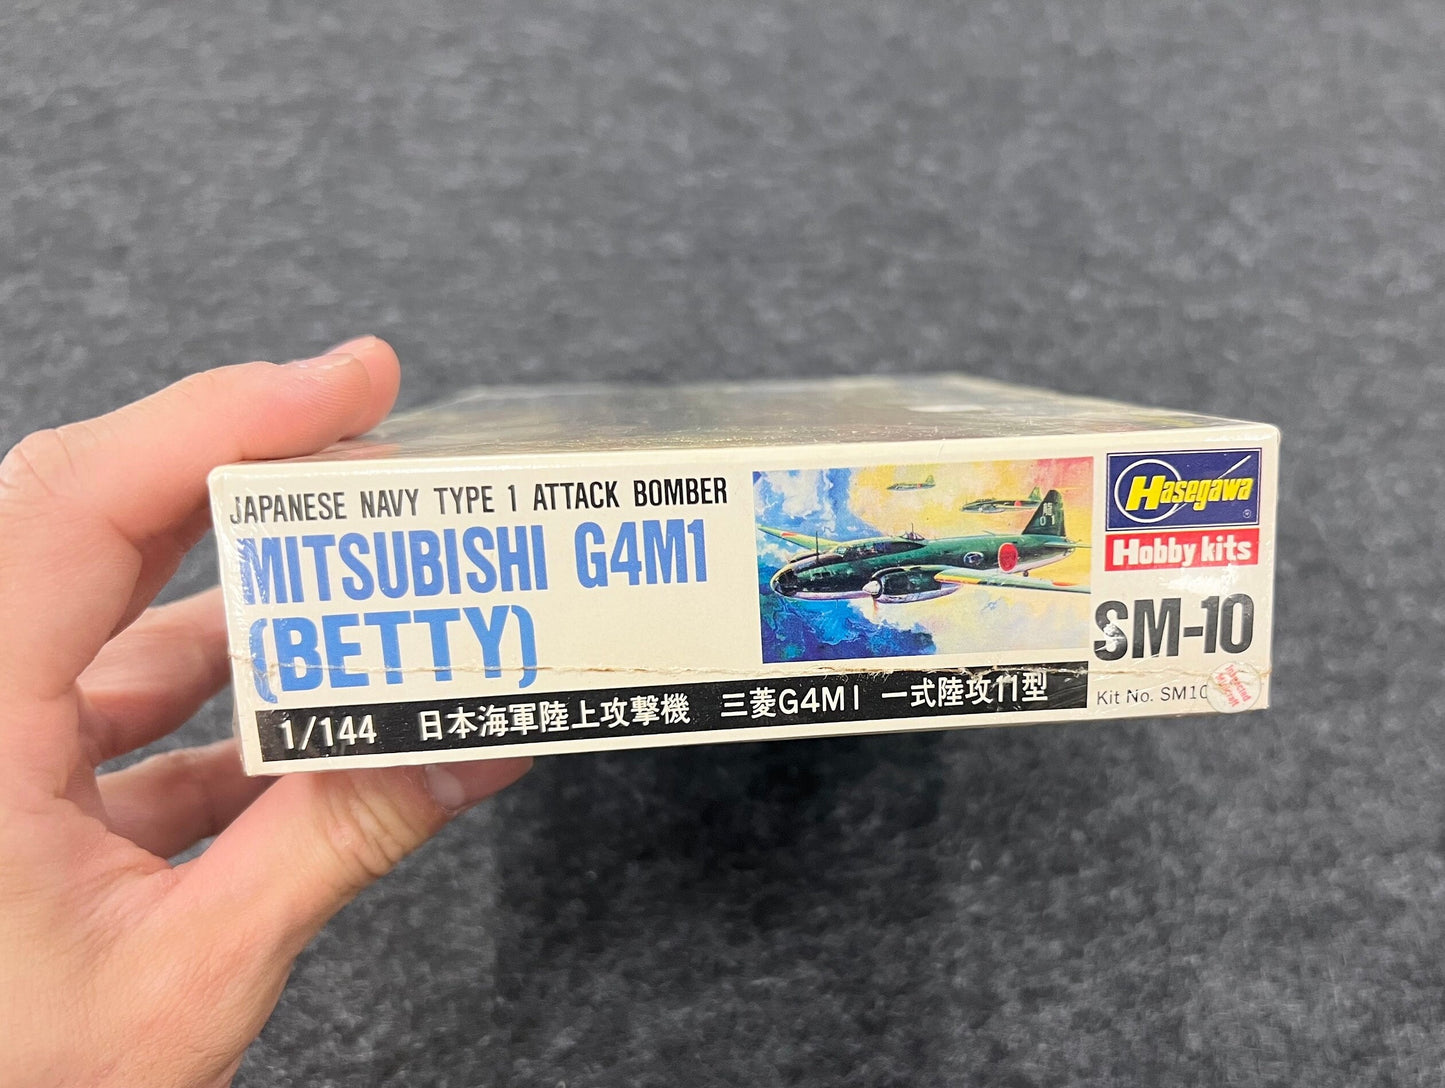 JAPANESE NAVY TYPE 1 ATTACK BOMBER
MITSUBISHI G4M1
(BETTY)
1/144 日本海軍陸上攻撃機 三菱G4M1 一式陸攻11型
01
Hasegawa
®
Hobby kits
SM-10
Kit No. SM10